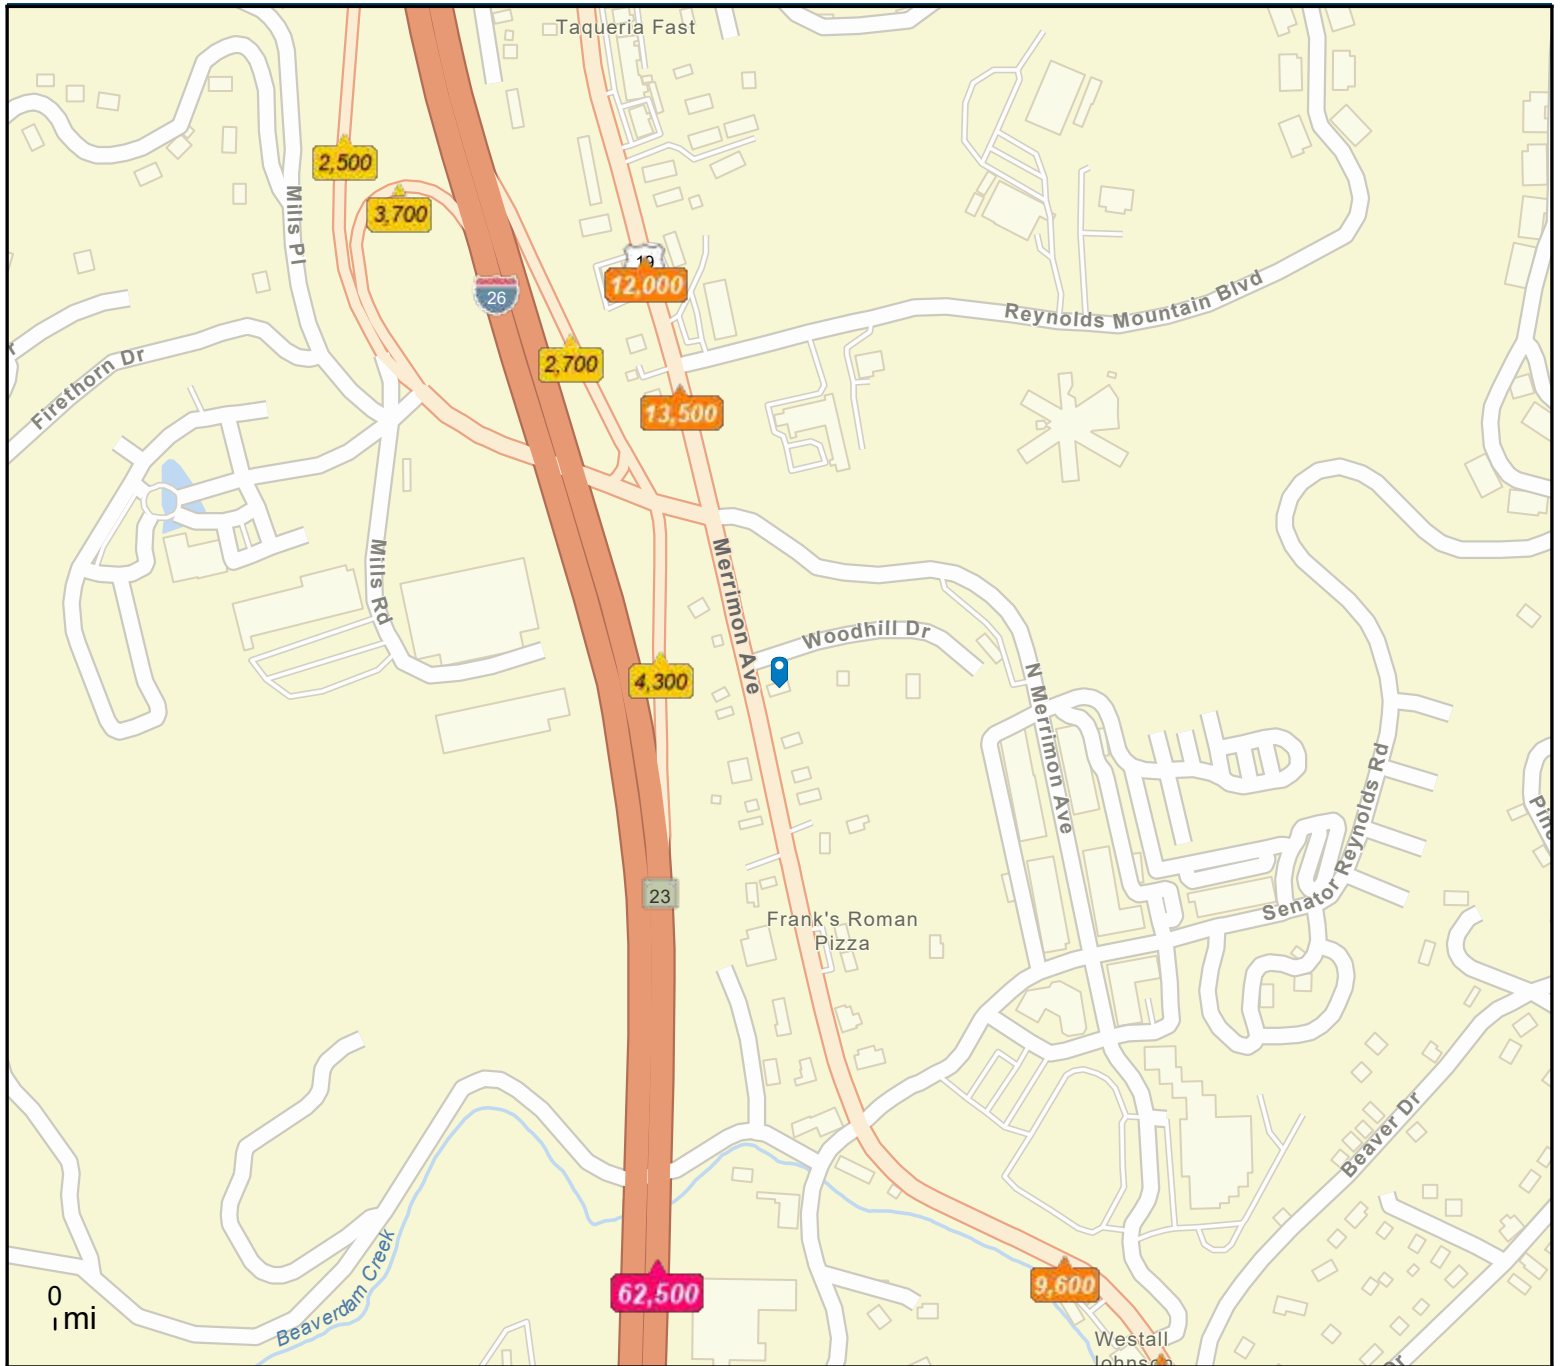 Taqueria Fast
2,500
3,700
Mills Pl
19
12,000
26
Reynolds Mountain Blvd
2,700
Firethorn Dr
13,500
Mills Rd
Merrimon Ave
Woodhill Dr
4,300
N Merrimon Ave
Senator Reynolds Rd
23
Frank's Roman
Pizza
Beaver Dr
Beaverdam Creek
62,500
9,600
0
mi
Westall
Johnson